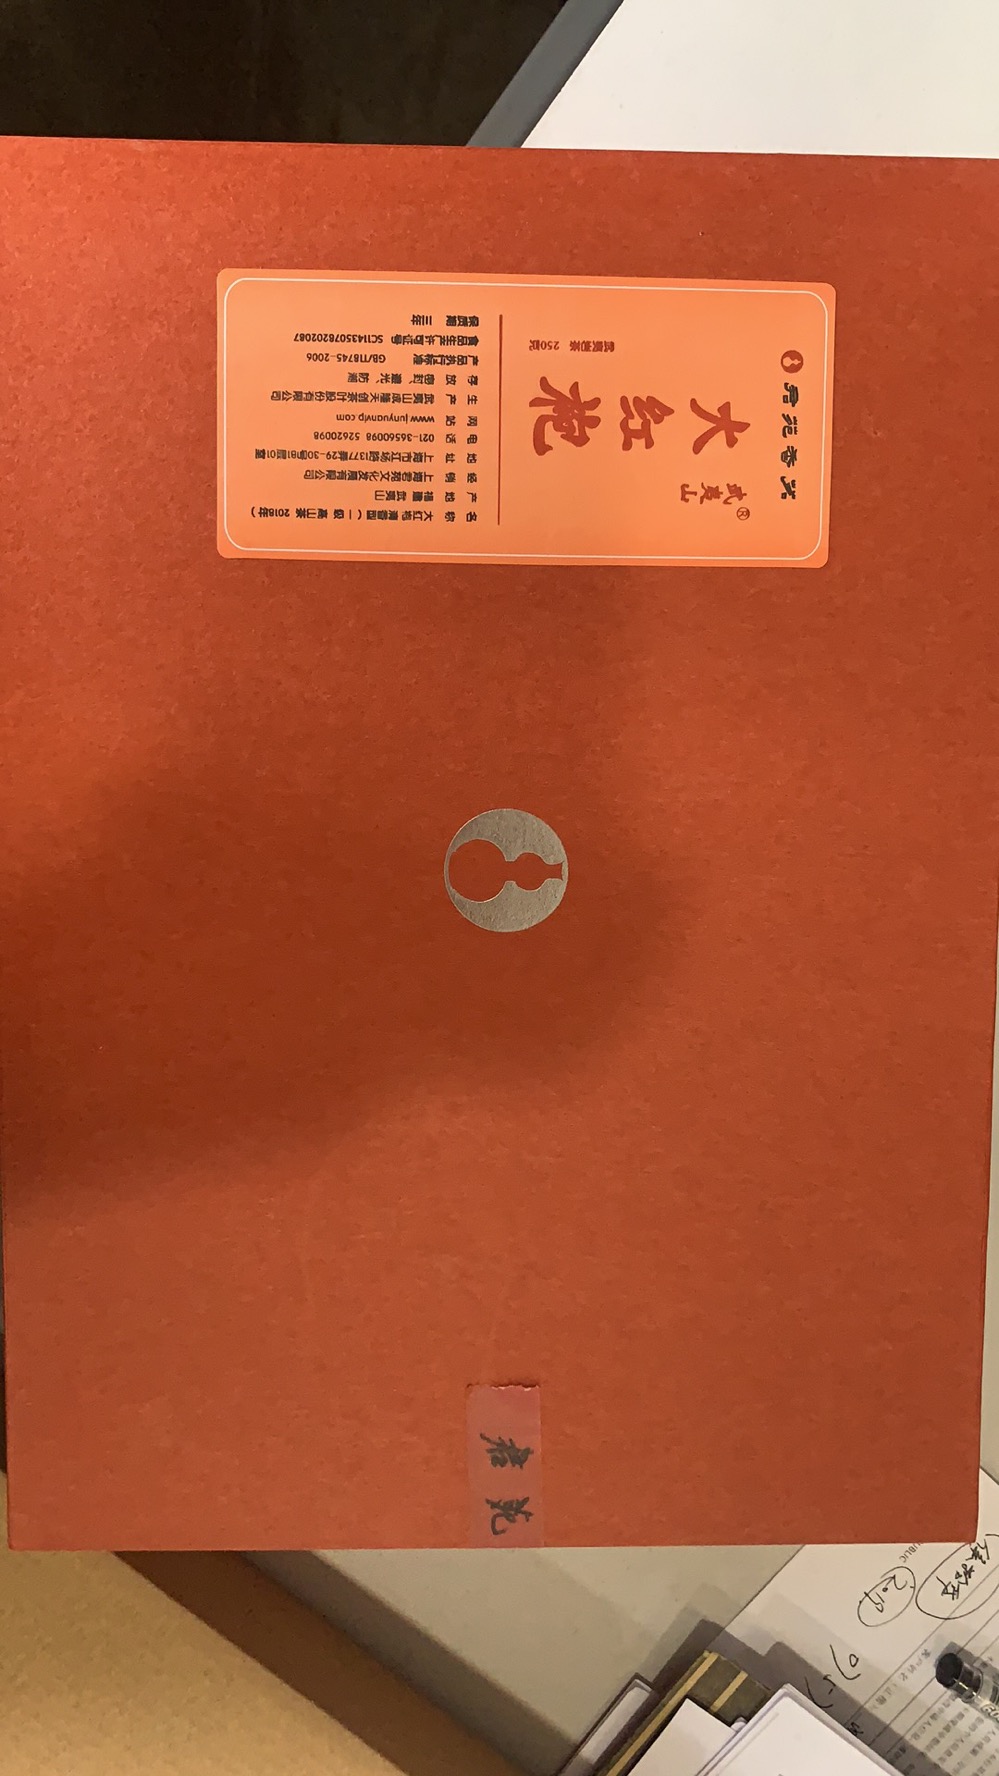 君苑香茗
武夷山®
大红袍
武夷岩茶 250克
名称 大红袍 清香型（一级 高山茶 2018年）
产地 福建 武夷山
经销 上海君苑文化发展有限公司
地址 上海市江场路1377弄29-30号B1层01室
电话 021-36560098 52620098
网站 www.junyuanvip.com
生产 武夷山成隆天创茶叶股份有限公司
存放 密封、避光、防潮
产品执行标准 GB/T18745-2006
食品生产许可证号 SC11435078202087
保质期 三年
君苑
2019
客户姓名（正楷）